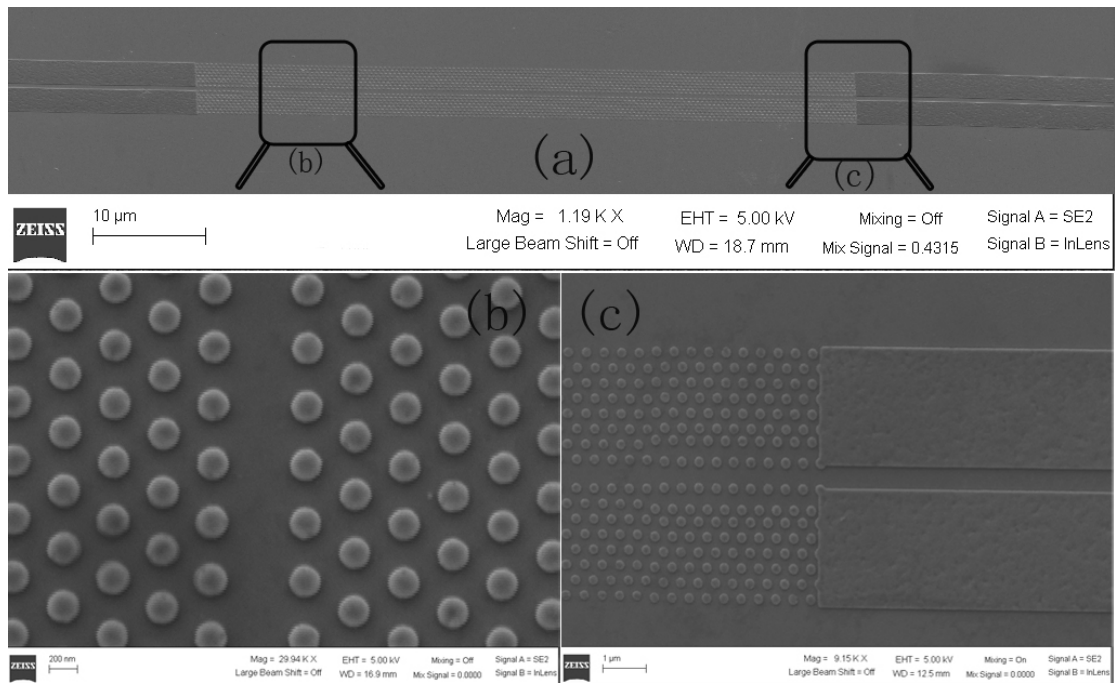 (b)
(a)
(c)
ZEISS
10 µm
Mag = 1.19 K X
EHT = 5.00 kV
Mixing = Off
Signal A = SE2
Large Beam Shift = Off
WD = 18.7 mm
Mix Signal = 0.4315
Signal B = InLens
(b)
ZEISS
200 nm
Mag = 29.94 K X
EHT = 5.00 kV
Mixing = Off
Signal A = SE2
Large Beam Shift = Off
WD = 16.9 mm
Mix Signal = 0.0000
Signal B = InLens
(c)
ZEISS
1 µm
Mag = 9.15 K X
EHT = 5.00 kV
Mixing = On
Signal A = SE2
Large Beam Shift = Off
WD = 12.5 mm
Mix Signal = 0.0000
Signal B = InLens